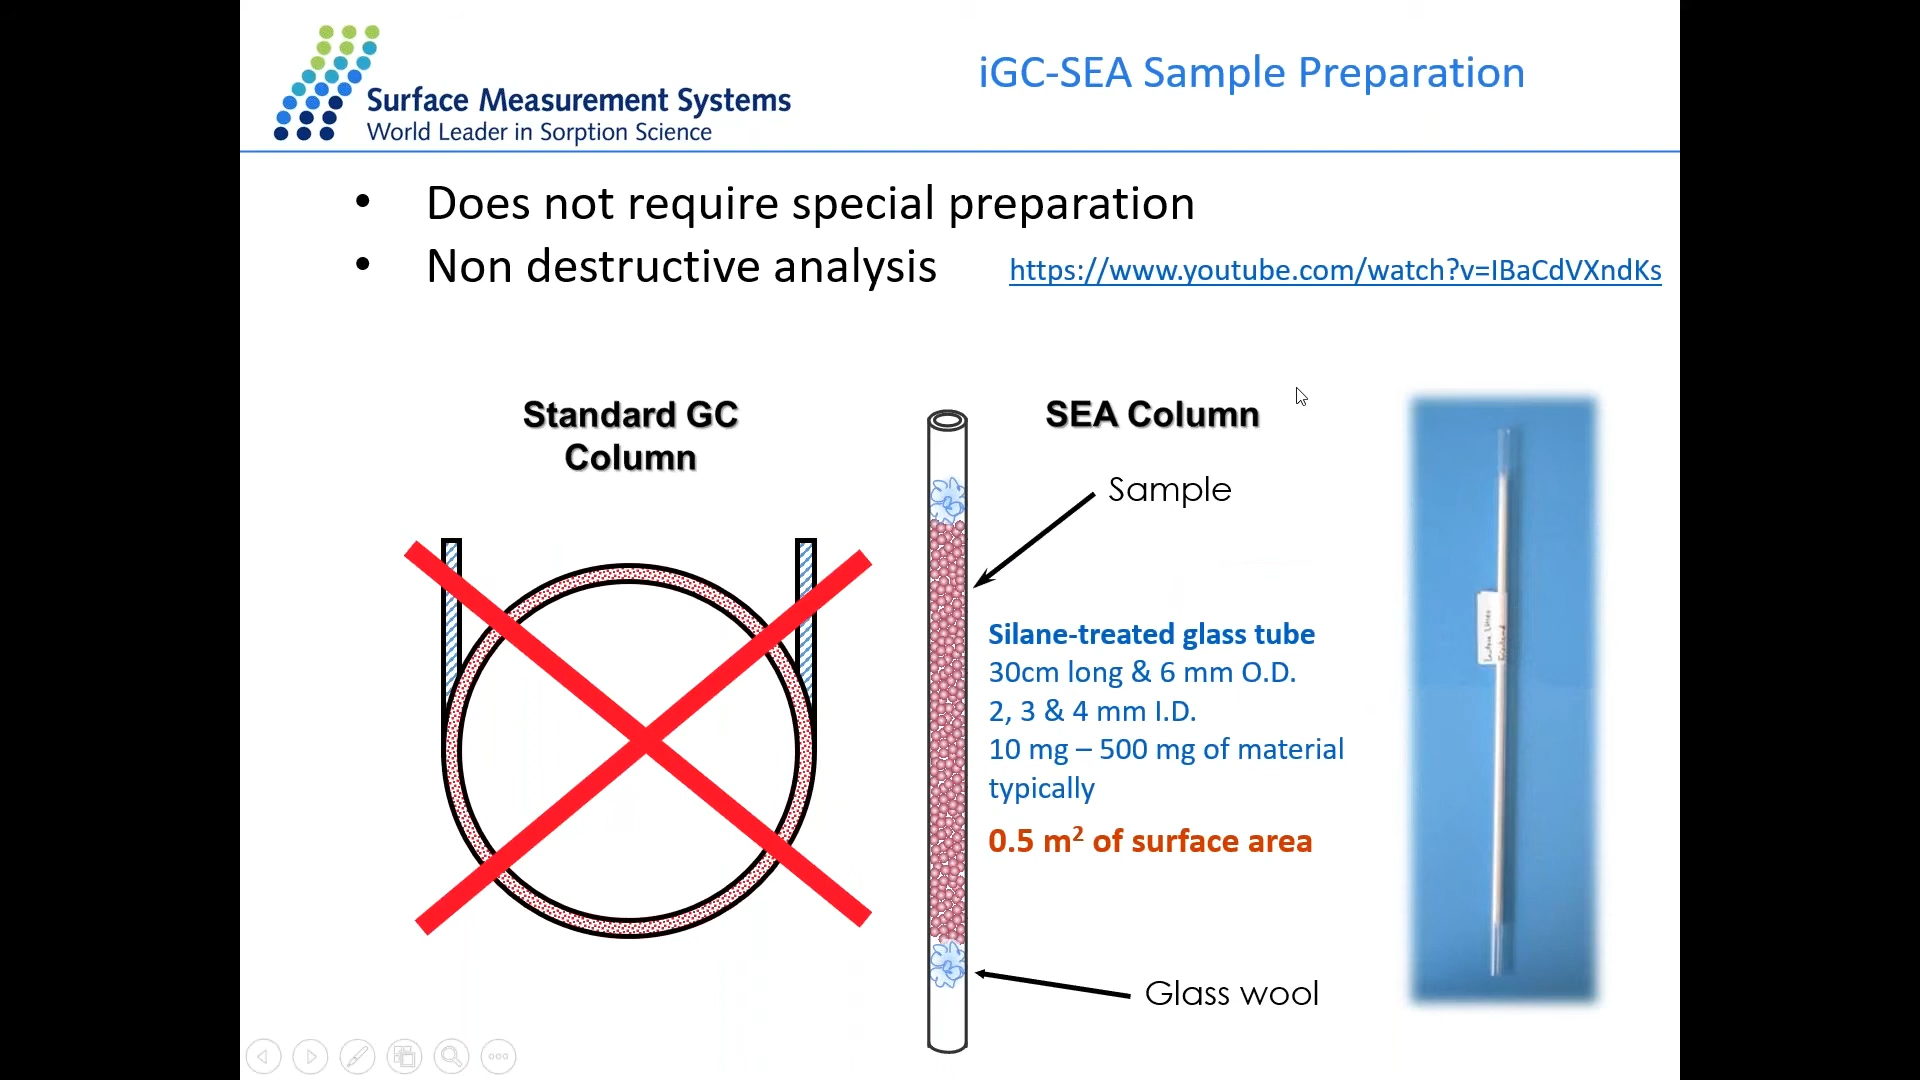 Surface Measurement Systems
World Leader in Sorption Science
iGC-SEA Sample Preparation
• Does not require special preparation
• Non destructive analysis
https://www.youtube.com/watch?v=IBaCdVXndKs
Standard GC
Column
SEA Column
Sample
Silane-treated glass tube
30cm long & 6 mm O.D.
2, 3 & 4 mm I.D.
10 mg – 500 mg of material
typically
0.5 m² of surface area
Glass wool